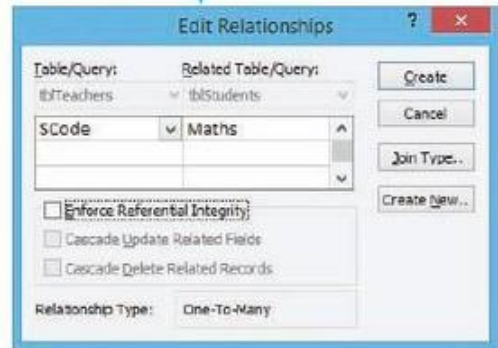 Edit Relationships ?
Table/Query: Related Table/Query:
tblTeachers tblStudents
SCode Maths
Create
Cancel
Join Type..
Create New..
Enforce Referential Integrity
Cascade Update Related Fields
Cascade Delete Related Records
Relationship Type: One-To-Many